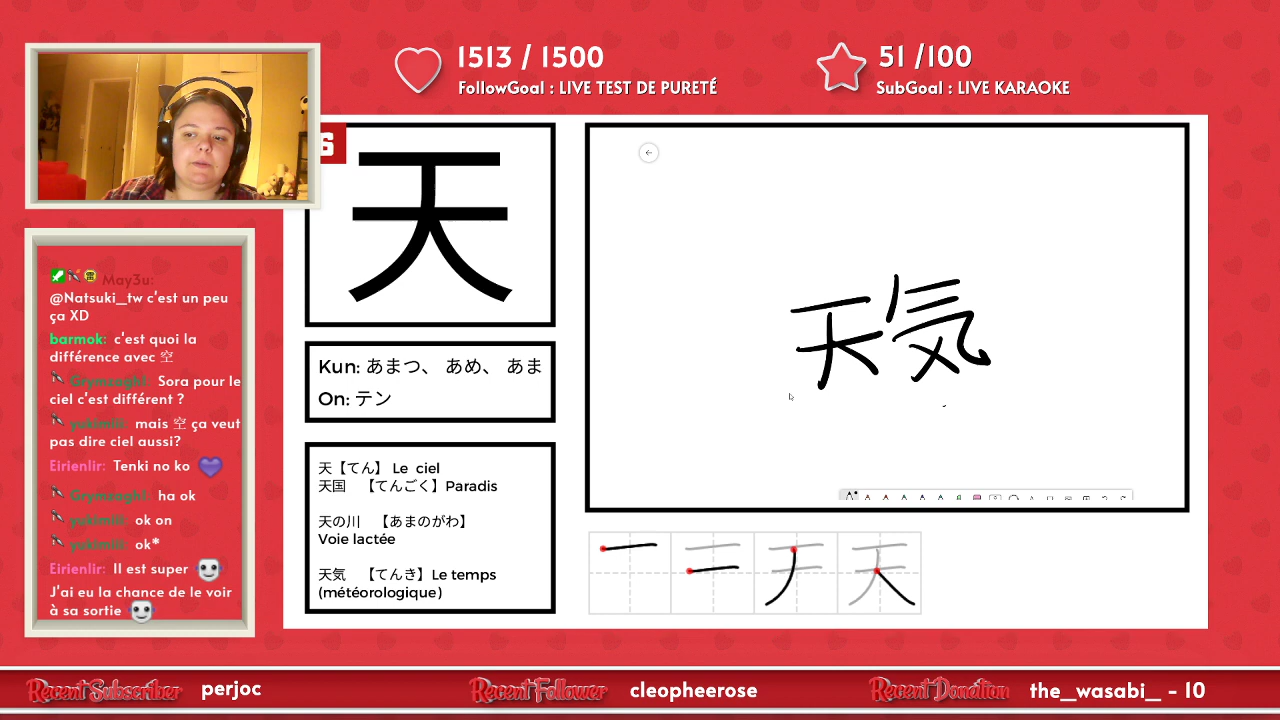 1513 / 1500
FollowGoal : LIVE TEST DE PURETÉ
51 /100
SubGoal : LIVE KARAOKE
天
Kun: あまつ、 あめ、 あま
On: テン
天【てん】 Le ciel
天国 【てんごく】Paradis
天の川 【あまのがわ】
Voie lactée
天気 【てんき】Le temps
(météorologique)
天気
May3u:
@Natsuki_tw c'est un peu
ça XD
barmok: c'est quoi la
différence avec 空
Sora pour le
ciel c'est différent ?
yukimiii: mais 空 ça veut
pas dire ciel aussi?
Eirienlir: Tenki no ko
ha ok
yukimiii: ok on
yukimiii: ok*
Eirienlir: Il est super
J'ai eu la chance de le voir
à sa sortie
Recent Subscriber perjoc
Recent Follower cleopheerose
Recent Donation the_wasabi_ - 10